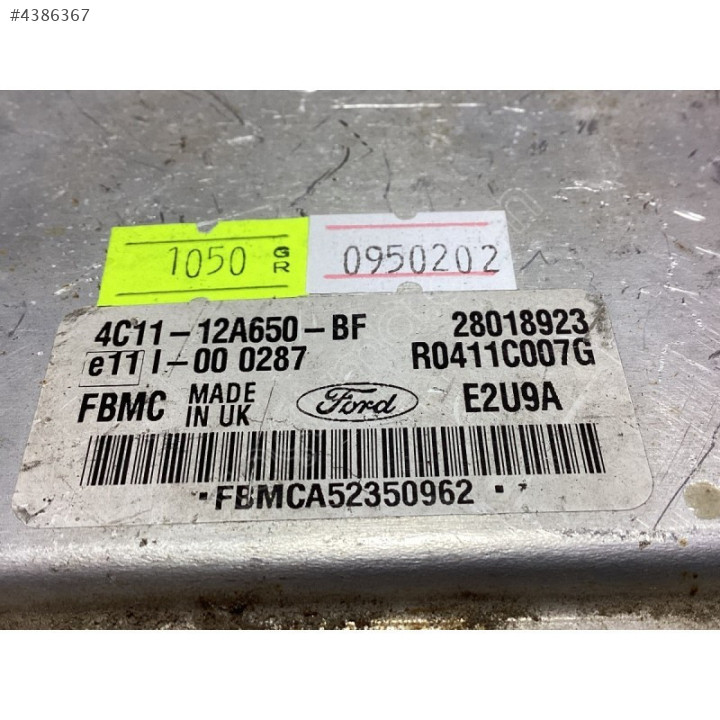 #4386367
1050 GR
0950202
4C11-12A650-BF 28018923
e11 I-00 0287 R0411C007G
FBMC MADE IN UK Ford E2U9A
FBMCA52350962